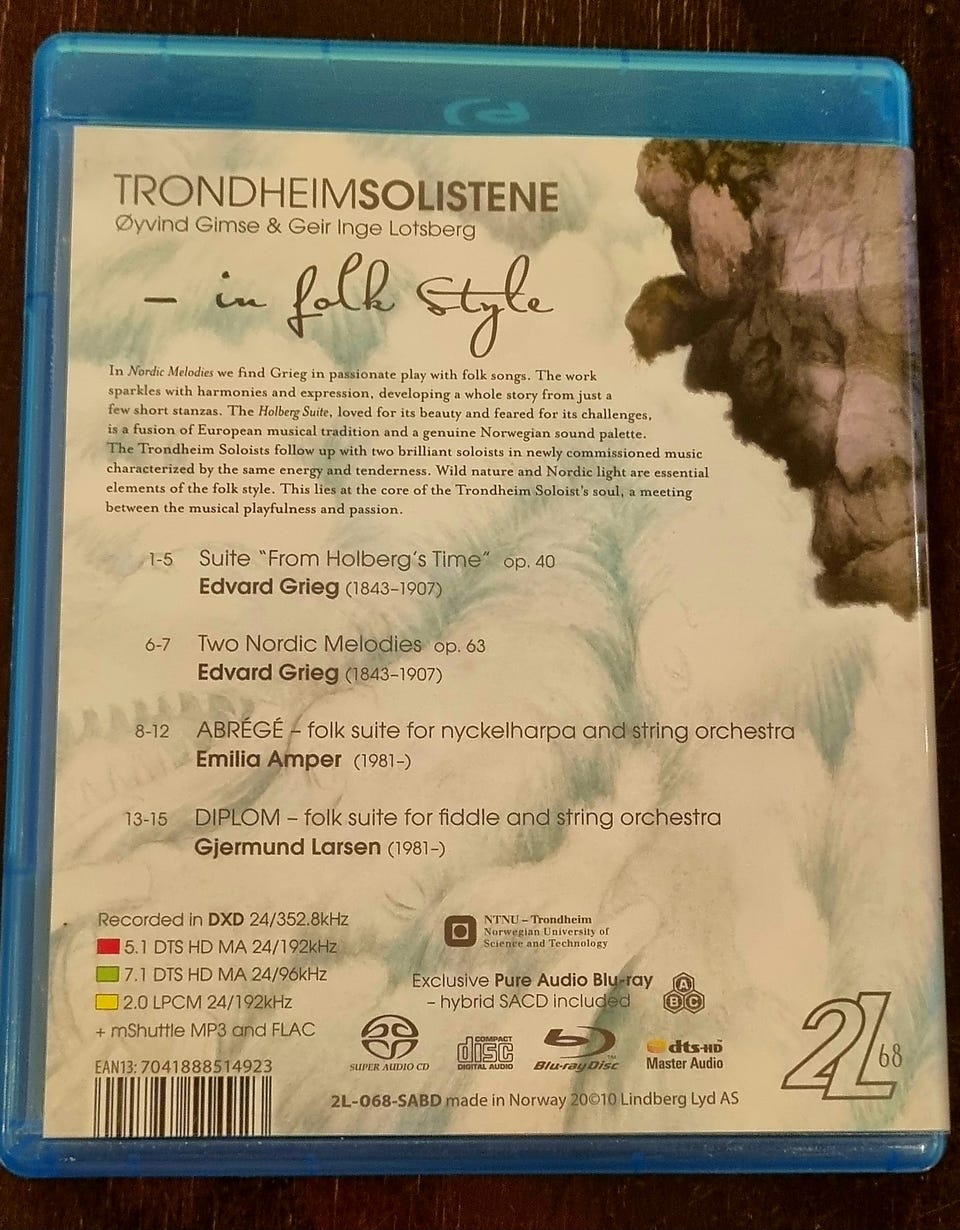 TRONDHEIMSOLISTENE
Øyvind Gimse & Geir Inge Lotsberg
– in folk style
In Nordic Melodies we find Grieg in passionate play with folk songs. The work
sparkles with harmonies and expression, developing a whole story from just a
few short stanzas. The Holberg Suite, loved for its beauty and feared for its challenges,
is a fusion of European musical tradition and a genuine Norwegian sound palette.
The Trondheim Soloists follow up with two brilliant soloists in newly commissioned music
characterized by the same energy and tenderness. Wild nature and Nordic light are essential
elements of the folk style. This lies at the core of the Trondheim Soloist's soul, a meeting
between the musical playfulness and passion.
1-5 Suite "From Holberg's Time" op. 40
Edvard Grieg (1843–1907)
6-7 Two Nordic Melodies op. 63
Edvard Grieg (1843–1907)
8-12 ABRÉGÉ – folk suite for nyckelharpa and string orchestra
Emilia Amper (1981–)
13-15 DIPLOM – folk suite for fiddle and string orchestra
Gjermund Larsen (1981–)
Recorded in DXD 24/352.8kHz
5.1 DTS HD MA 24/192kHz
7.1 DTS HD MA 24/96kHz
2.0 LPCM 24/192kHz
+ mShuttle MP3 and FLAC
EAN13: 7041888514923
NTNU – Trondheim
Norwegian University of
Science and Technology
Exclusive Pure Audio Blu-ray
– hybrid SACD included
A
B C
SUPER AUDIO CD
COMPACT
disc
DIGITAL AUDIO
Blu-ray Disc™
dts-HD™
Master Audio
2L 68
2L-068-SABD made in Norway 20©10 Lindberg Lyd AS